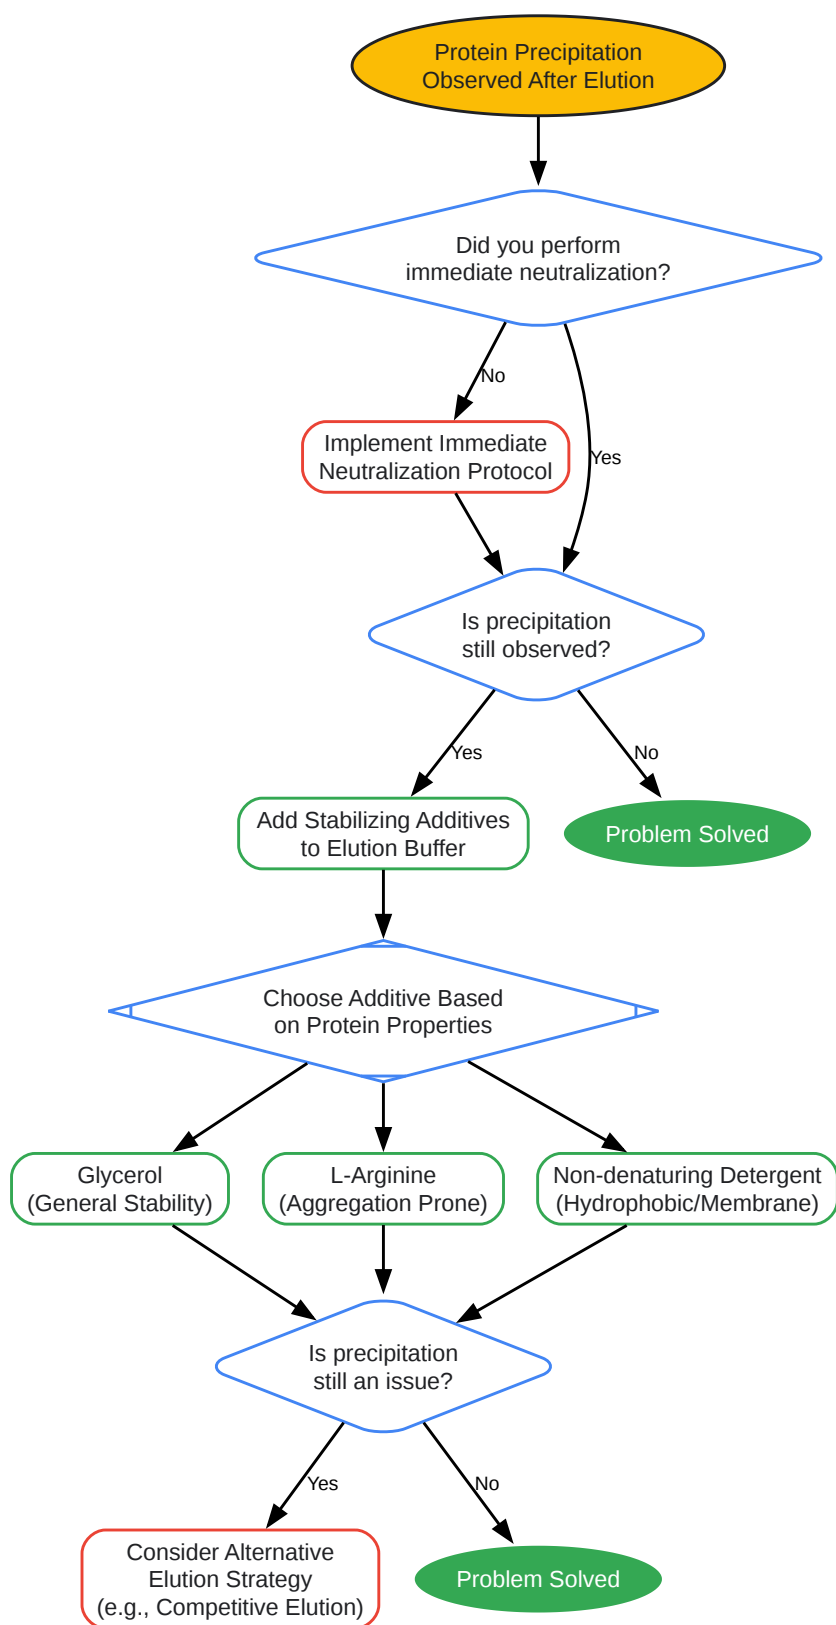 Protein Precipitation
Observed After Elution
Did you perform
immediate neutralization?
No
Implement Immediate
Neutralization Protocol
Yes
Is precipitation
still observed?
Yes
No
Add Stabilizing Additives
to Elution Buffer
Problem Solved
Choose Additive Based
on Protein Properties
Glycerol
(General Stability)
L-Arginine
(Aggregation Prone)
Non-denaturing Detergent
(Hydrophobic/Membrane)
Is precipitation
still an issue?
Yes
No
Consider Alternative
Elution Strategy
(e.g., Competitive Elution)
Problem Solved